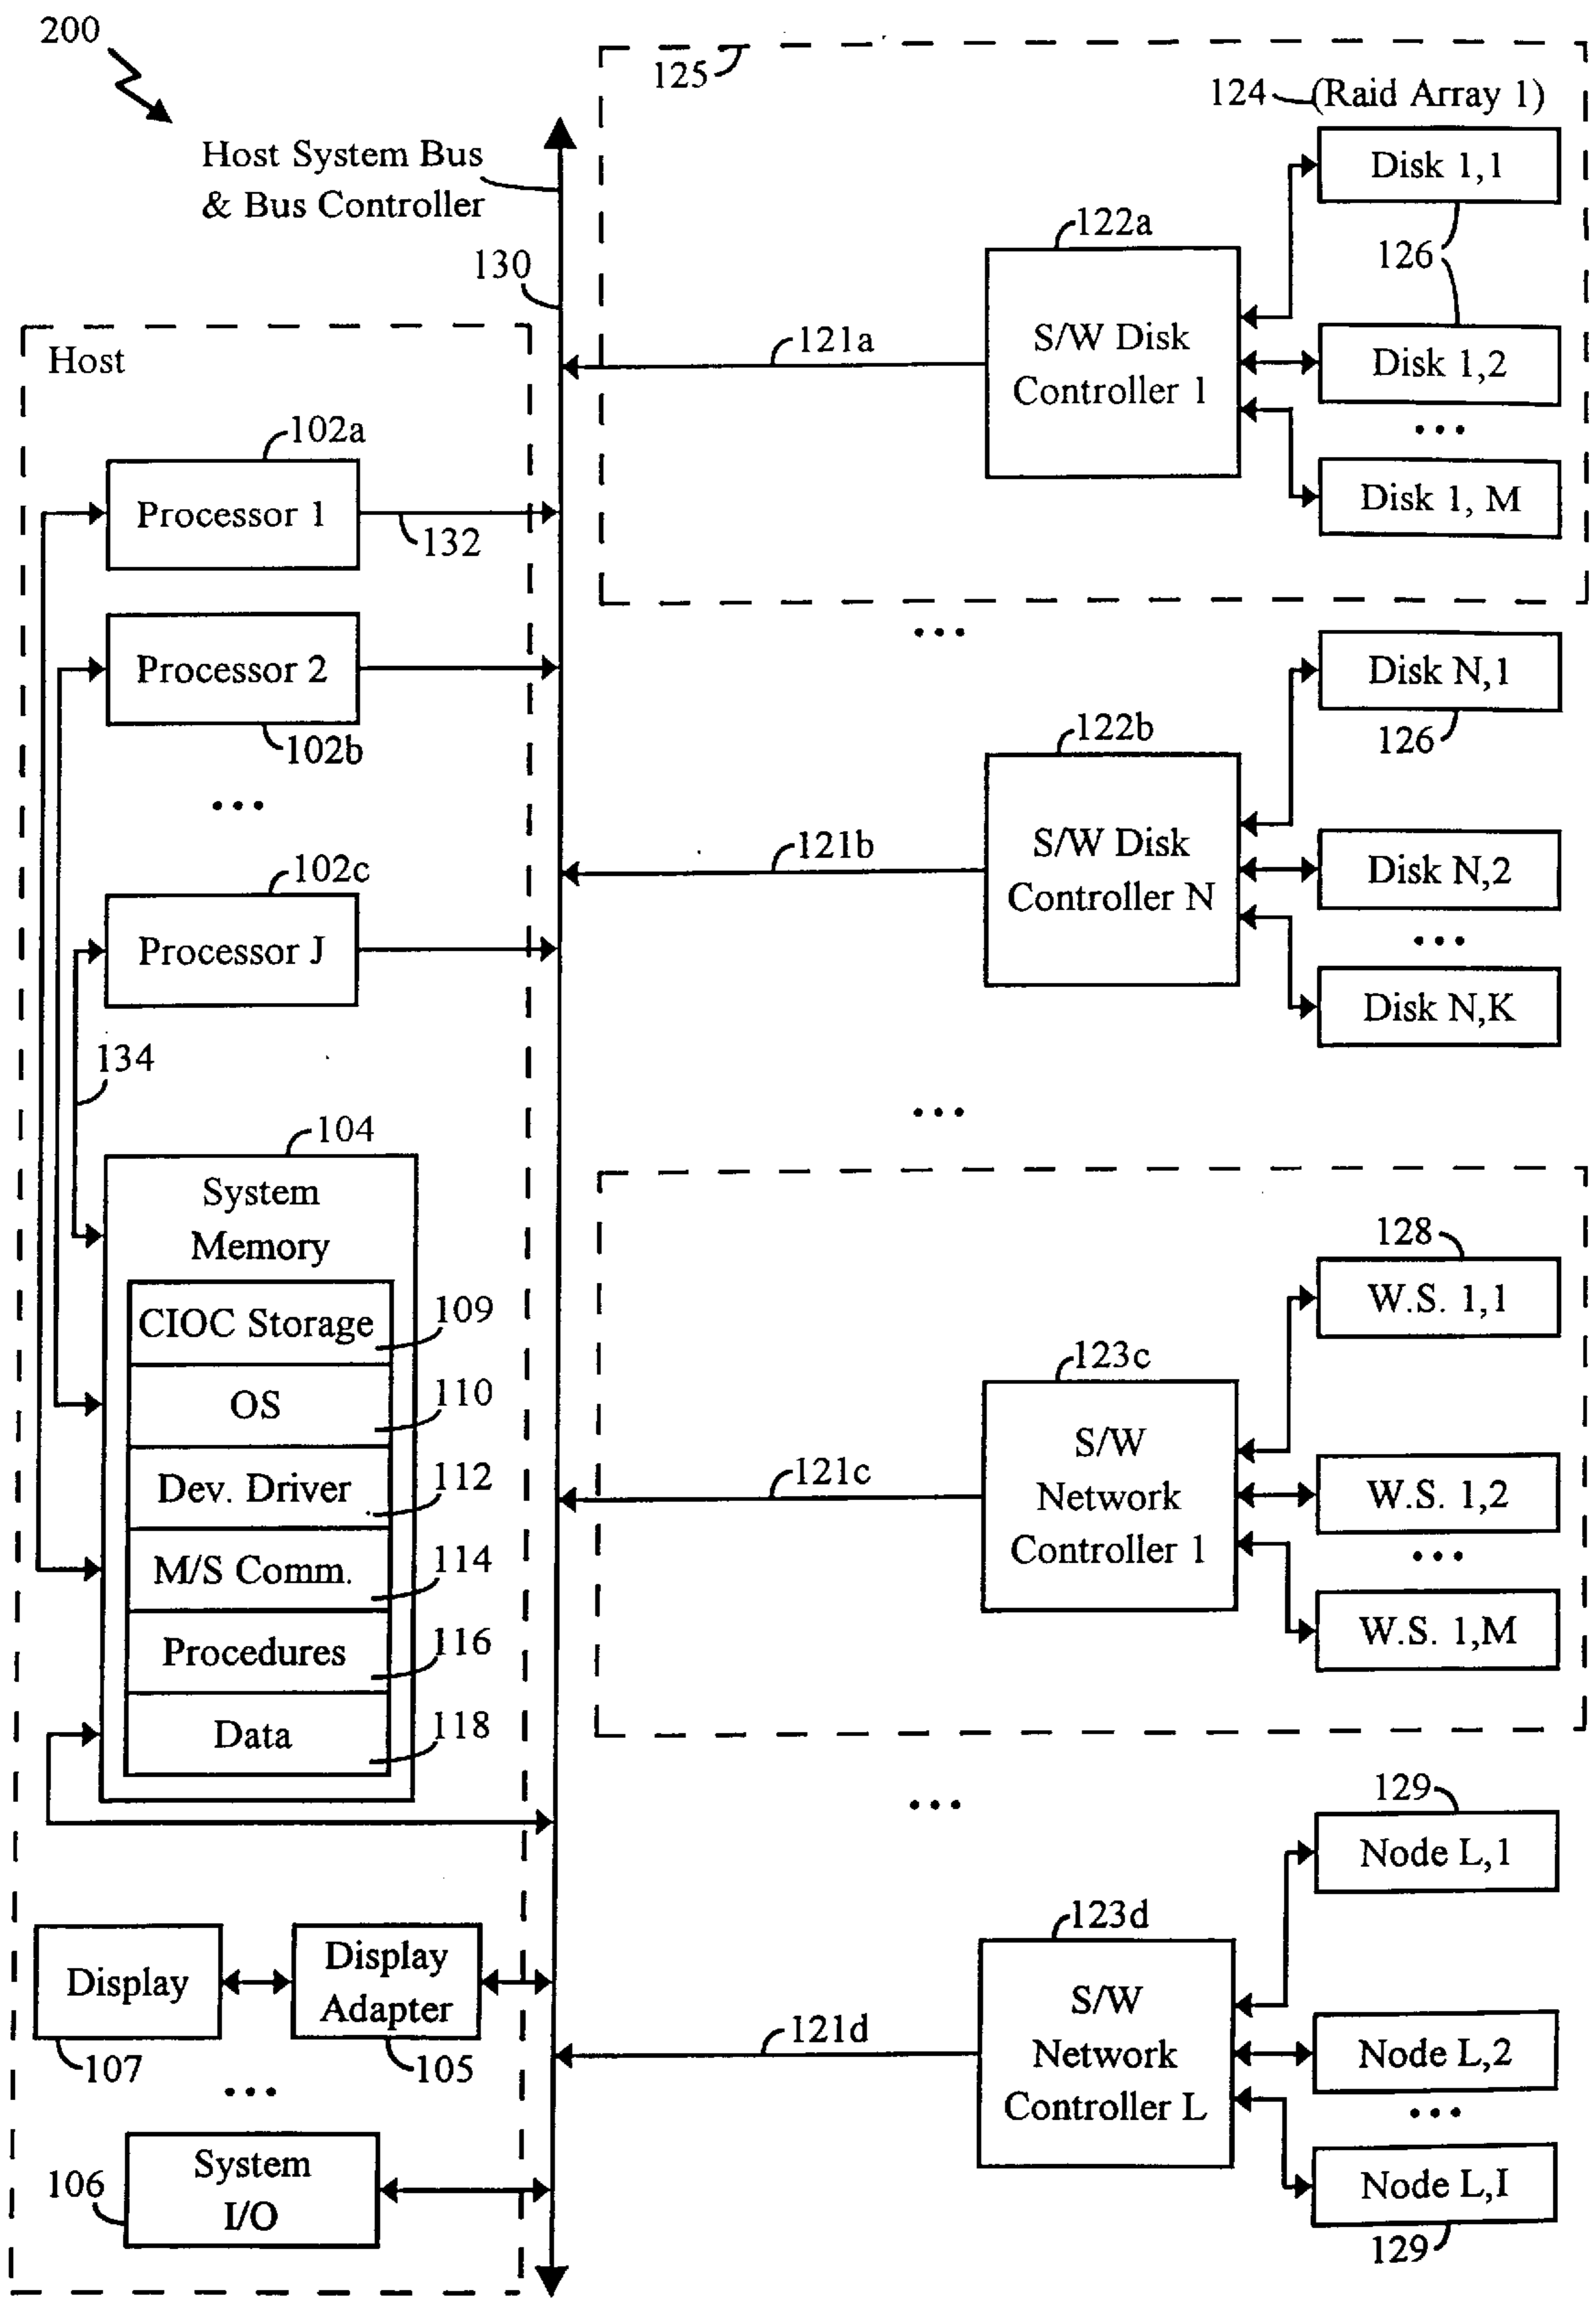 200
125
124 (Raid Array 1)
Host System Bus
& Bus Controller
130
Disk 1,1
126
122a
S/W Disk
Controller 1
121a
Disk 1,2
...
Disk 1, M
Host
102a
Processor 1
132
Processor 2
102b
...
102c
Processor J
134
...
Disk N,1
126
122b
S/W Disk
Controller N
121b
Disk N,2
...
Disk N,K
...
104
System
Memory
CIOC Storage
109
OS
110
Dev. Driver
112
M/S Comm.
114
Procedures
116
Data
118
128
W.S. 1,1
123c
S/W
Network
Controller 1
121c
W.S. 1,2
...
W.S. 1,M
...
129
Node L,1
123d
S/W
Network
Controller L
121d
Node L,2
...
Node L,I
129
Display
107
Display
Adapter
105
...
System
I/O
106